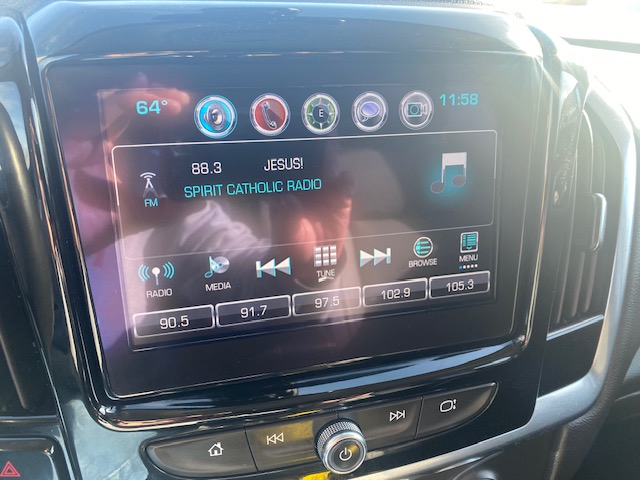 64° E 11:58
88.3 JESUS!
FM SPIRIT CATHOLIC RADIO
RADIO MEDIA TUNE BROWSE MENU
90.5 91.7 97.5 102.9 105.3